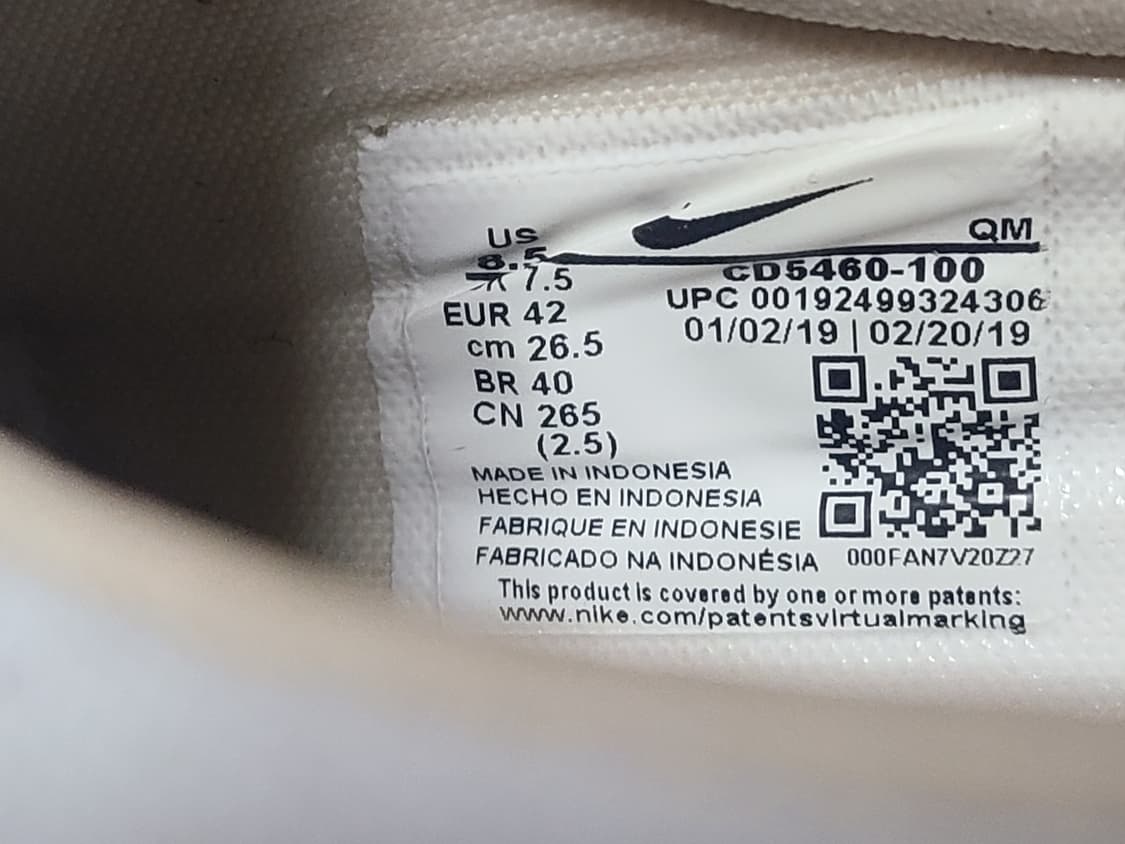 US
8.5
7.5
EUR 42
cm 26.5
BR 40
CN 265
(2.5)
QM
CD5460-100
UPC 00192499324306
01/02/19 | 02/20/19
MADE IN INDONESIA
HECHO EN INDONESIA
FABRIQUE EN INDONESIE
FABRICADO NA INDONÉSIA
000FAN7V20Z27
This product is covered by one or more patents:
www.nike.com/patentsvirtualmarking